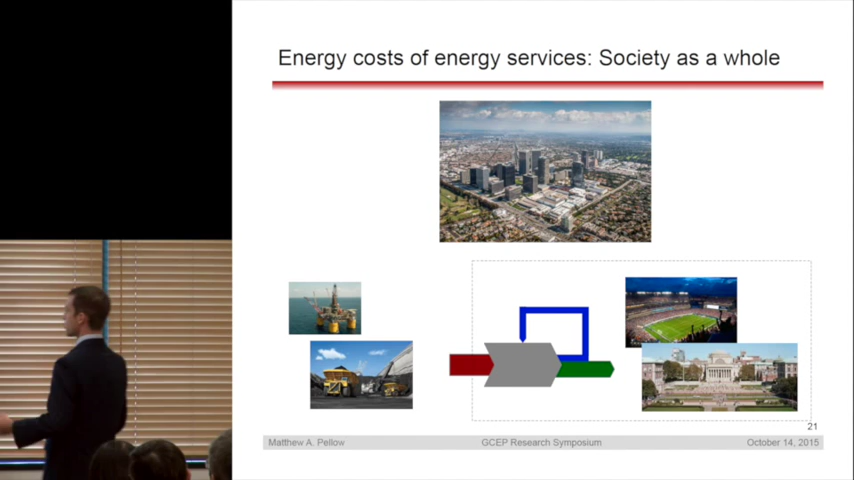 Energy costs of energy services: Society as a whole
21
Matthew A. Pellow GCEP Research Symposium October 14, 2015